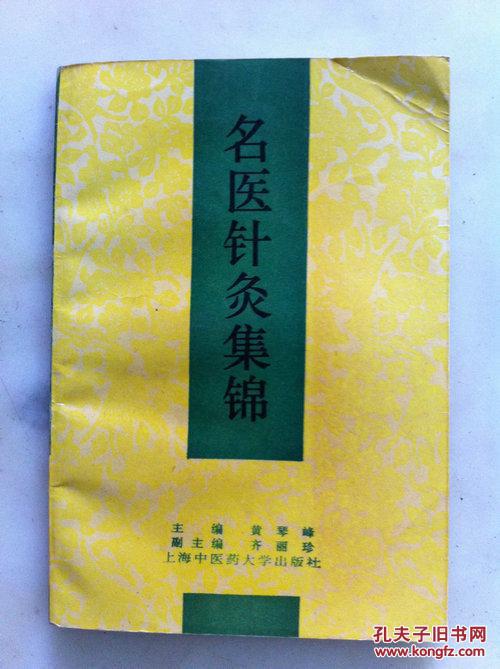 名医针灸集锦
主编 黄琴峰
副主编 齐丽珍
上海中医药大学出版社
孔夫子旧书网
www.kongfz.com